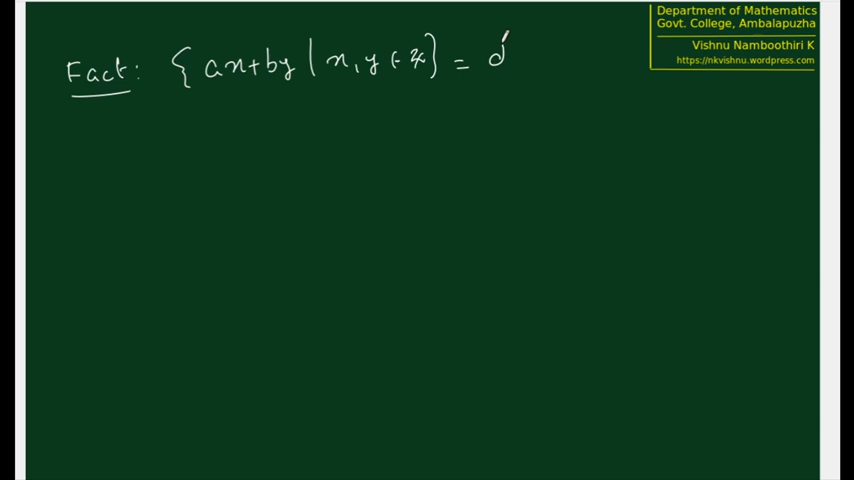 Department of Mathematics
Govt. College, Ambalapuzha
Vishnu Namboothiri K
https://nkvishnu.wordpress.com
Fact: { ax+by | x, y ∈ ℤ } = d